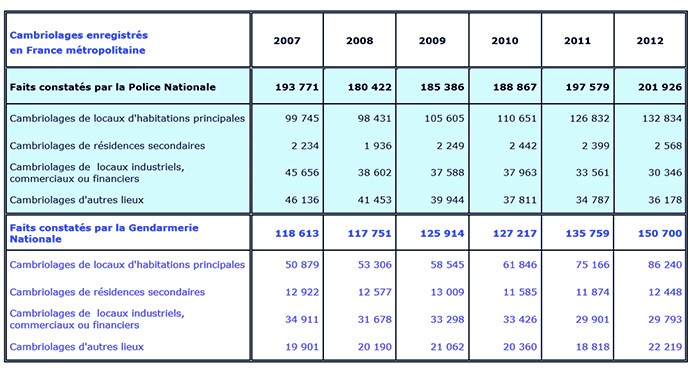 Cambriolages enregistrés
en France métropolitaine 2007 2008 2009 2010 2011 2012
Faits constatés par la Police Nationale 193 771 180 422 185 386 188 867 197 579 201 926
Cambriolages de locaux d'habitations principales 99 745 98 431 105 605 110 651 126 832 132 834
Cambriolages de résidences secondaires 2 234 1 936 2 249 2 442 2 399 2 568
Cambriolages de locaux industriels,
commerciaux ou financiers 45 656 38 602 37 588 37 963 33 561 30 346
Cambriolages d'autres lieux 46 136 41 453 39 944 37 811 34 787 36 178
Faits constatés par la Gendarmerie
Nationale 118 613 117 751 125 914 127 217 135 759 150 700
Cambriolages de locaux d'habitations principales 50 879 53 306 58 545 61 846 75 166 86 240
Cambriolages de résidences secondaires 12 922 12 577 13 009 11 585 11 874 12 448
Cambriolages de locaux industriels,
commerciaux ou financiers 34 911 31 678 33 298 33 426 29 901 29 793
Cambriolages d'autres lieux 19 901 20 190 21 062 20 360 18 818 22 219